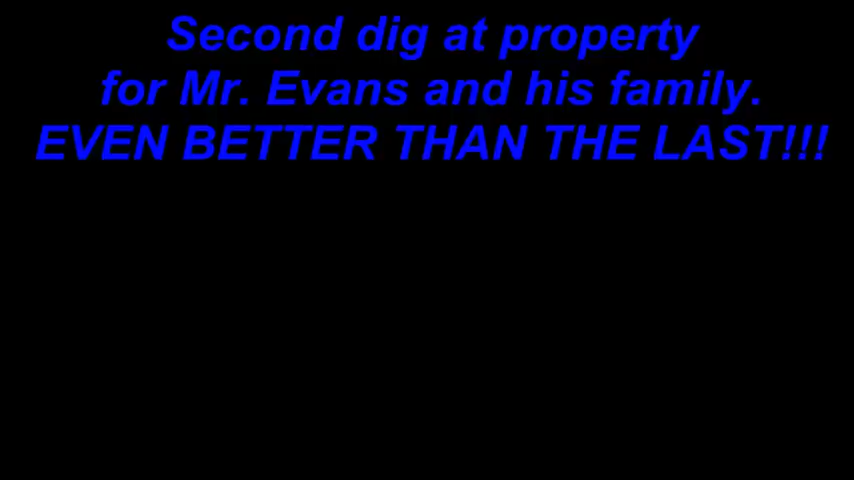 Second dig at property
for Mr. Evans and his family.
EVEN BETTER THAN THE LAST!!!